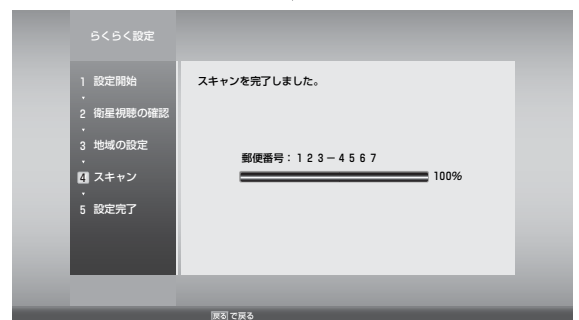 らくらく設定
1 設定開始
2 衛星視聴の確認
3 地域の設定
4 スキャン
5 設定完了
スキャンを完了しました。
郵便番号：１２３－４５６７
100%
戻る で戻る